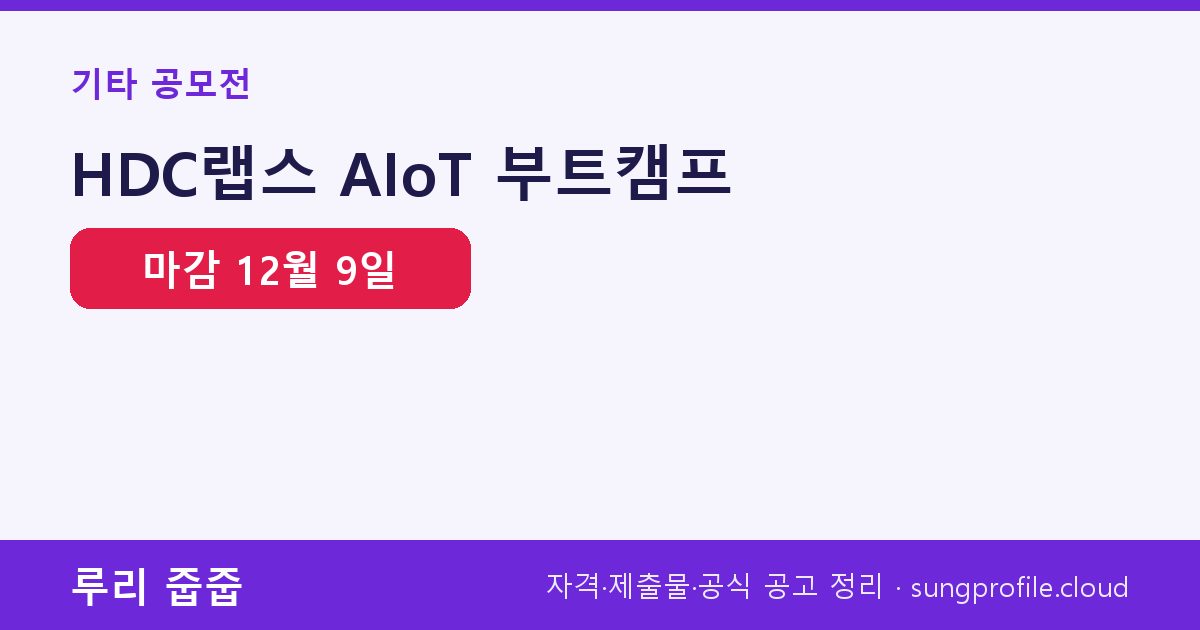 기타 공모전
HDC랩스 AIoT 부트캠프
마감 12월 9일
루리 줍줍
자격·제출물·공식 공고 정리 · sungprofile.cloud